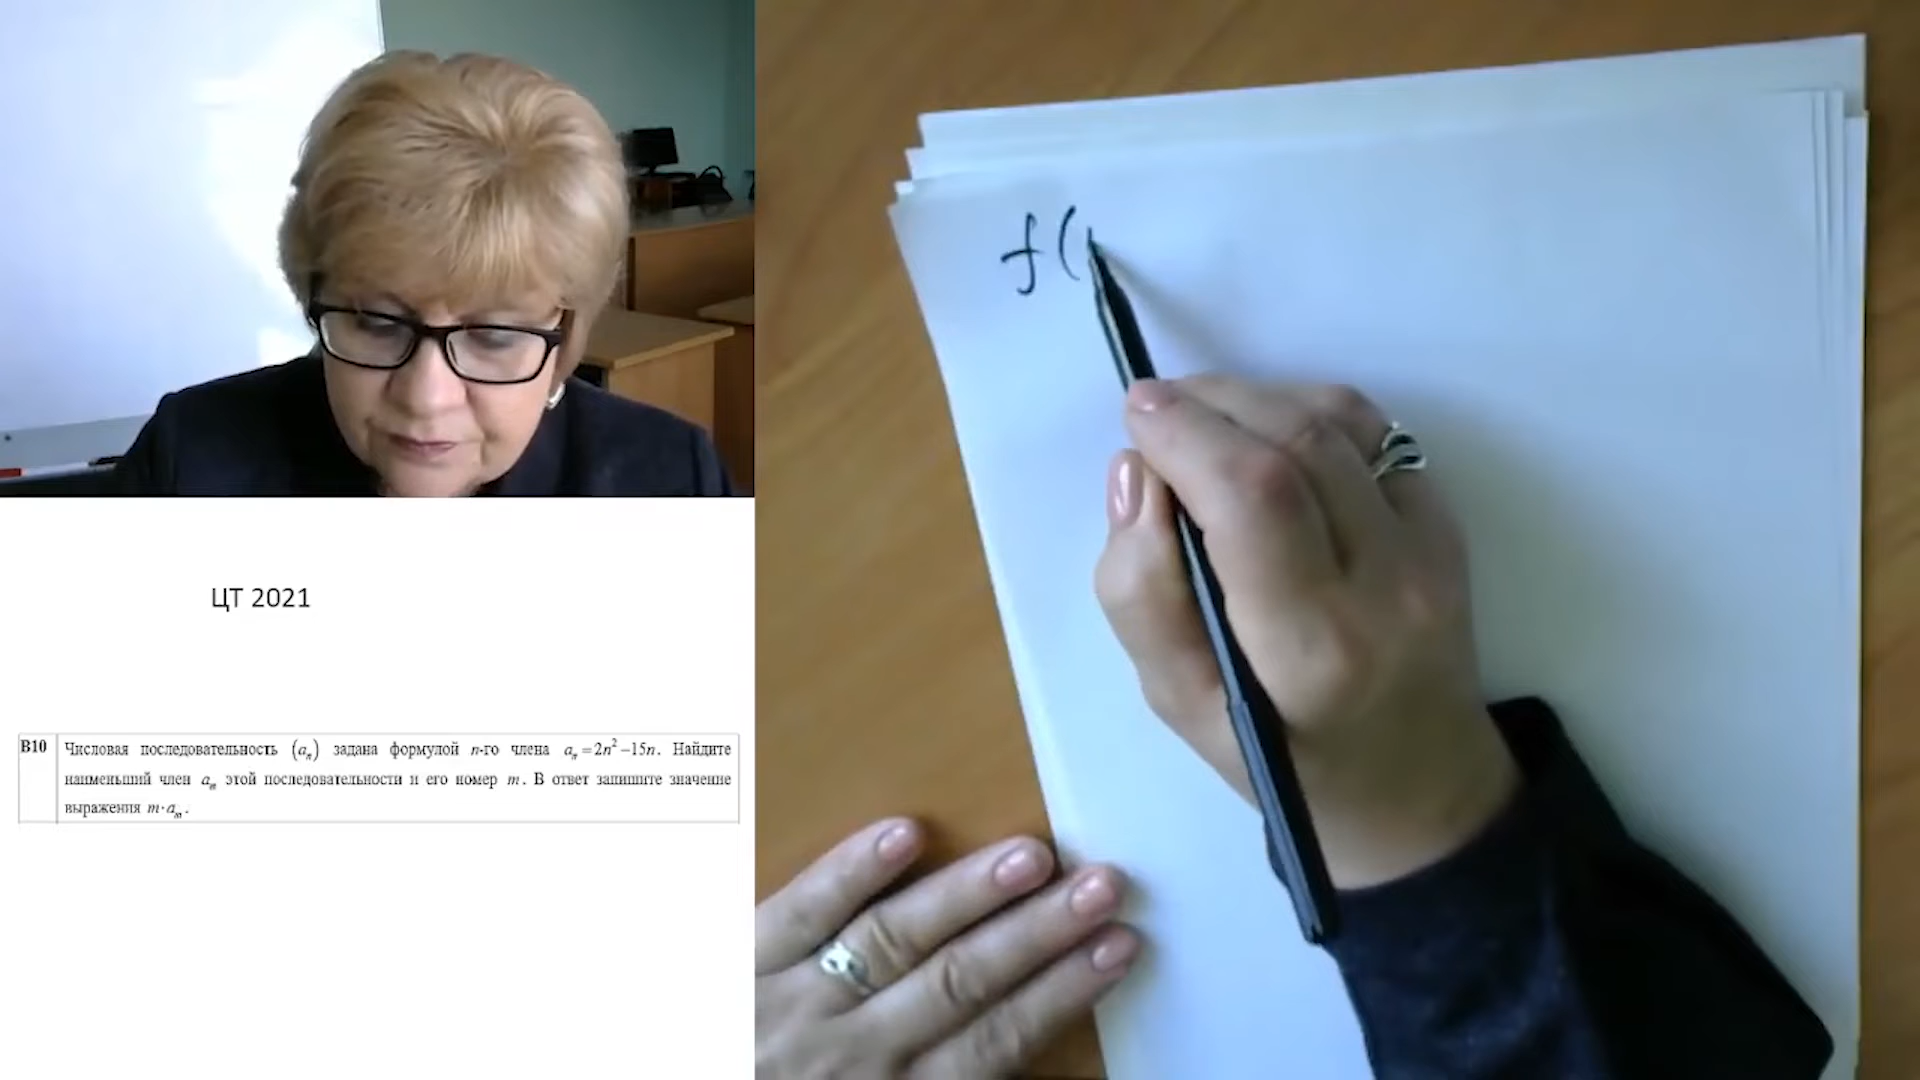 ЦТ 2021
В10 Числовая последовательность (aₙ) задана формулой n-го члена aₙ = 2n² – 15n. Найдите
наименьший член aₘ этой последовательности и его номер m. В ответ запишите значение
выражения m·aₘ.
f(